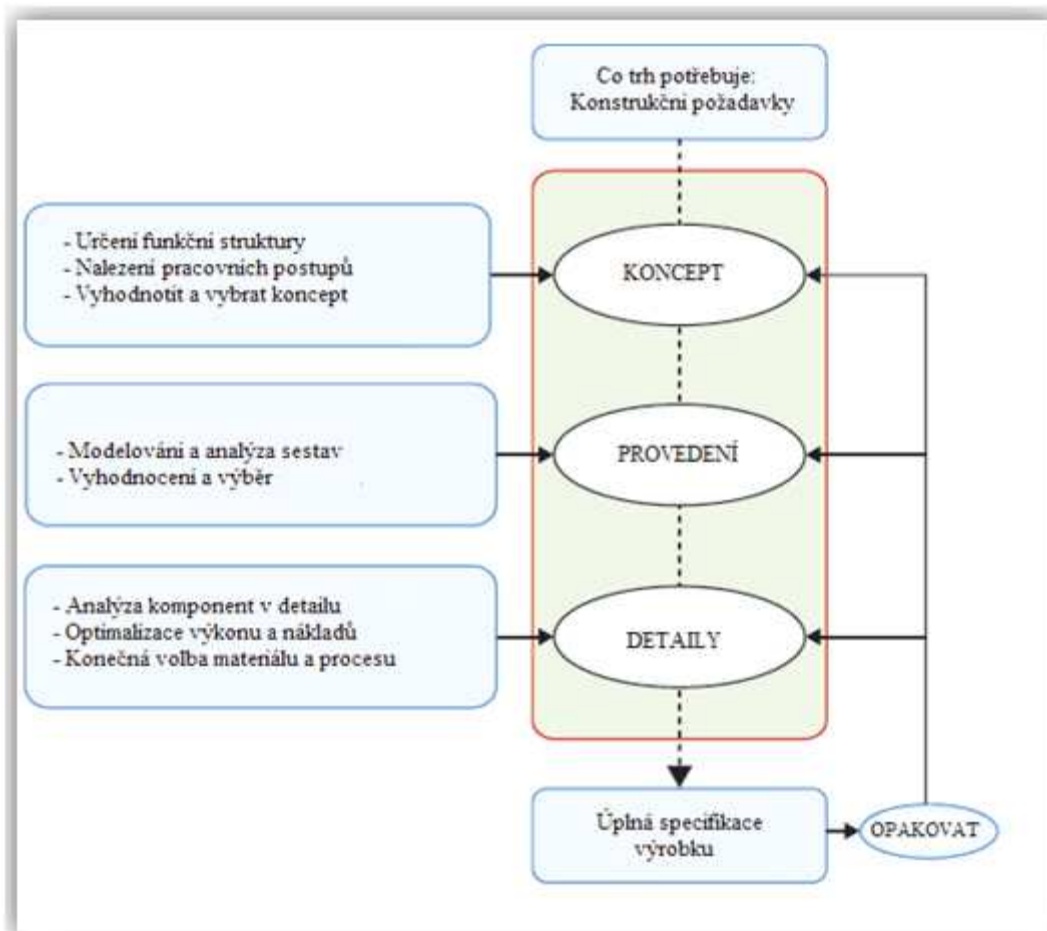 Co trh potřebuje:
Konstrukční požadavky
- Určení funkční struktury
- Nalezení pracovních postupů
- Vyhodnotit a vybrat koncept
KONCEPT
- Modelování a analýza sestav
- Vyhodnocení a výběr
PROVEDENÍ
- Analýza komponent v detailu
- Optimalizace výkonu a nákladů
- Konečná volba materiálu a procesu
DETAILY
Úplná specifikace
výrobku
OPAKOVAT